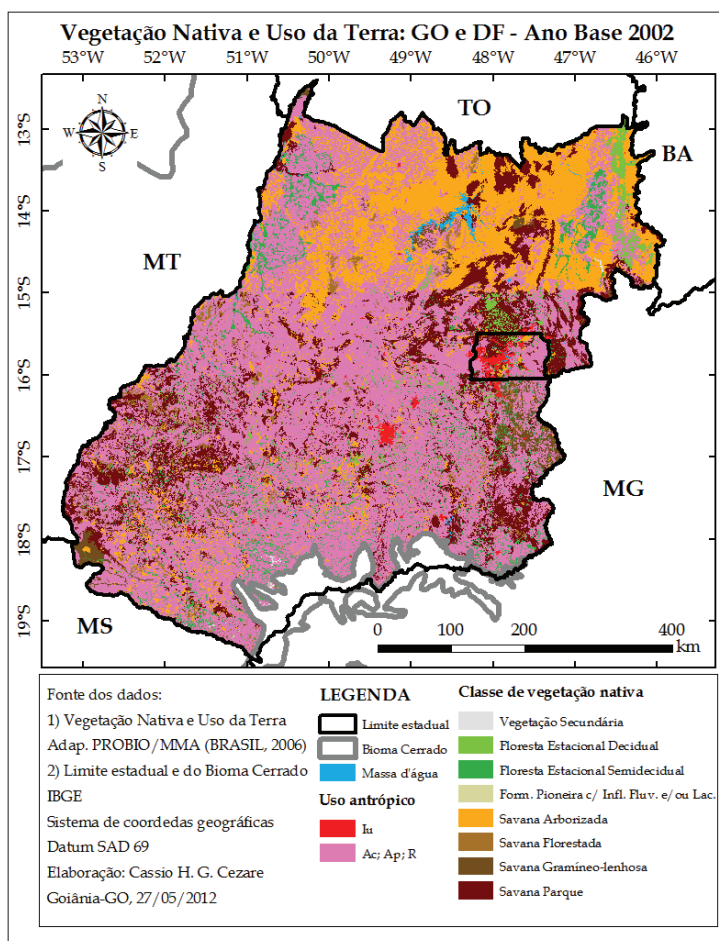 Vegetação Nativa e Uso da Terra: GO e DF - Ano Base 2002
53°W 52°W 51°W 50°W 49°W 48°W 47°W 46°W
N
W E
S
TO
BA
MT
MG
MS
13°S
14°S
15°S
16°S
17°S
18°S
19°S
0 100 200 400
km
Fonte dos dados:
1) Vegetação Nativa e Uso da Terra
Adap. PROBIO/MMA (BRASIL, 2006)
2) Limite estadual e do Bioma Cerrado
IBGE
Sistema de coordedas geográficas
Datum SAD 69
Elaboração: Cassio H. G. Cezare
Goiânia-GO, 27/05/2012
LEGENDA
Limite estadual
Bioma Cerrado
Massa d'água
Uso antrópico
Iu
Ac; Ap; R
Classe de vegetação nativa
Vegetação Secundária
Floresta Estacional Decidual
Floresta Estacional Semidecidual
Form. Pioneira c/ Infl. Fluv. e/ou Lac.
Savana Arborizada
Savana Florestada
Savana Gramíneo-lenhosa
Savana Parque